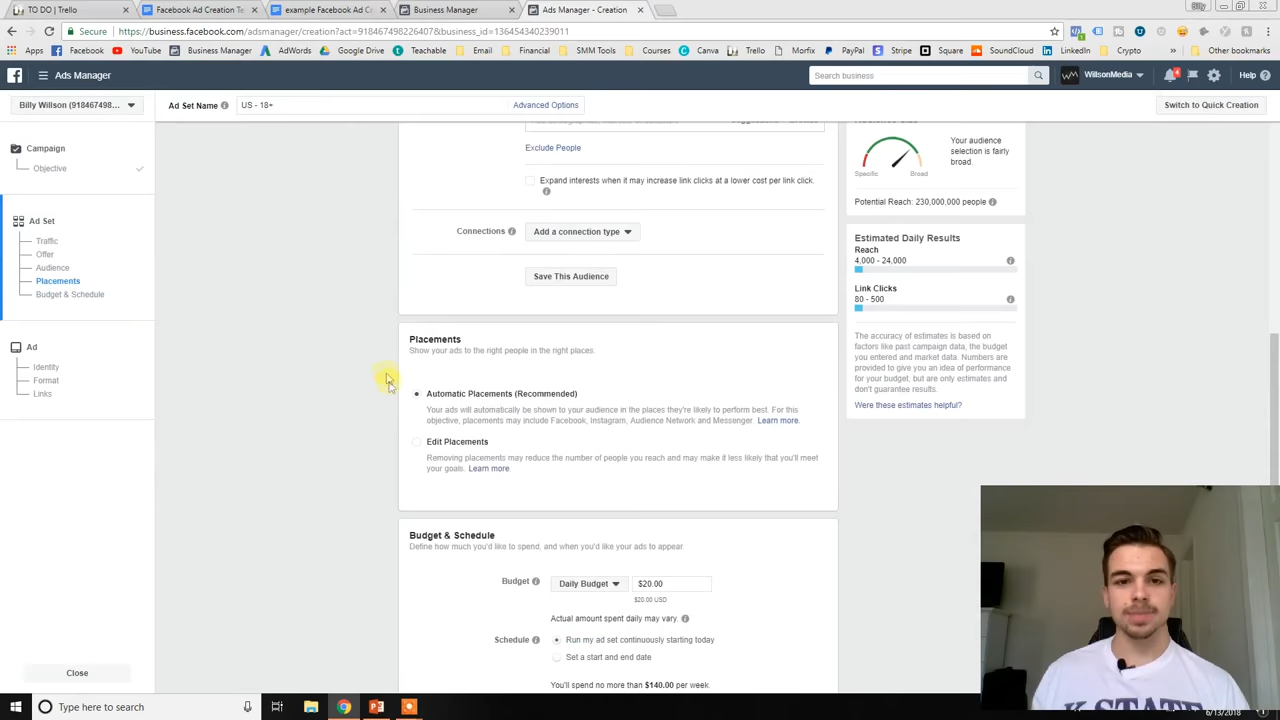 TO DO | Trello
Facebook Ad Creation Te
example Facebook Ad C
Business Manager
Ads Manager - Creation
Billy
Secure
https://business.facebook.com/adsmanager/creation?act=918467498226407&business_id=136454340239011
Apps
Facebook
YouTube
Business Manager
AdWords
Google Drive
Teachable
Email
Financial
SMM Tools
Courses
Canva
Trello
Morfix
PayPal
Stripe
Square
SoundCloud
LinkedIn
Crypto
Other bookmarks
Ads Manager
Search business
WillsonMedia
4
Help
Billy Willson (918467498...
Ad Set Name
US - 18+
Advanced Options
Switch to Quick Creation
Campaign
Objective
Ad Set
Traffic
Offer
Audience
Placements
Budget & Schedule
Ad
Identity
Format
Links
Close
Exclude People
Expand interests when it may increase link clicks at a lower cost per link click.
Connections
Add a connection type
Save This Audience
Placements
Show your ads to the right people in the right places.
Automatic Placements (Recommended)
Your ads will automatically be shown to your audience in the places they're likely to perform best. For this
objective, placements may include Facebook, Instagram, Audience Network and Messenger. Learn more.
Edit Placements
Removing placements may reduce the number of people you reach and may make it less likely that you'll meet
your goals. Learn more.
Budget & Schedule
Define how much you'd like to spend, and when you'd like your ads to appear.
Budget
Daily Budget
$20.00
$20.00 USD
Actual amount spent daily may vary.
Schedule
Run my ad set continuously starting today
Set a start and end date
You'll spend no more than $140.00 per week.
Your audience
selection is fairly
broad.
Specific
Broad
Potential Reach: 230,000,000 people
Estimated Daily Results
Reach
4,000 - 24,000
Link Clicks
80 - 500
The accuracy of estimates is based on
factors like past campaign data, the budget
you entered and market data. Numbers are
provided to give you an idea of performance
for your budget, but are only estimates and
don't guarantee results.
Were these estimates helpful?
K-STATE
Type here to search
6/13/2018